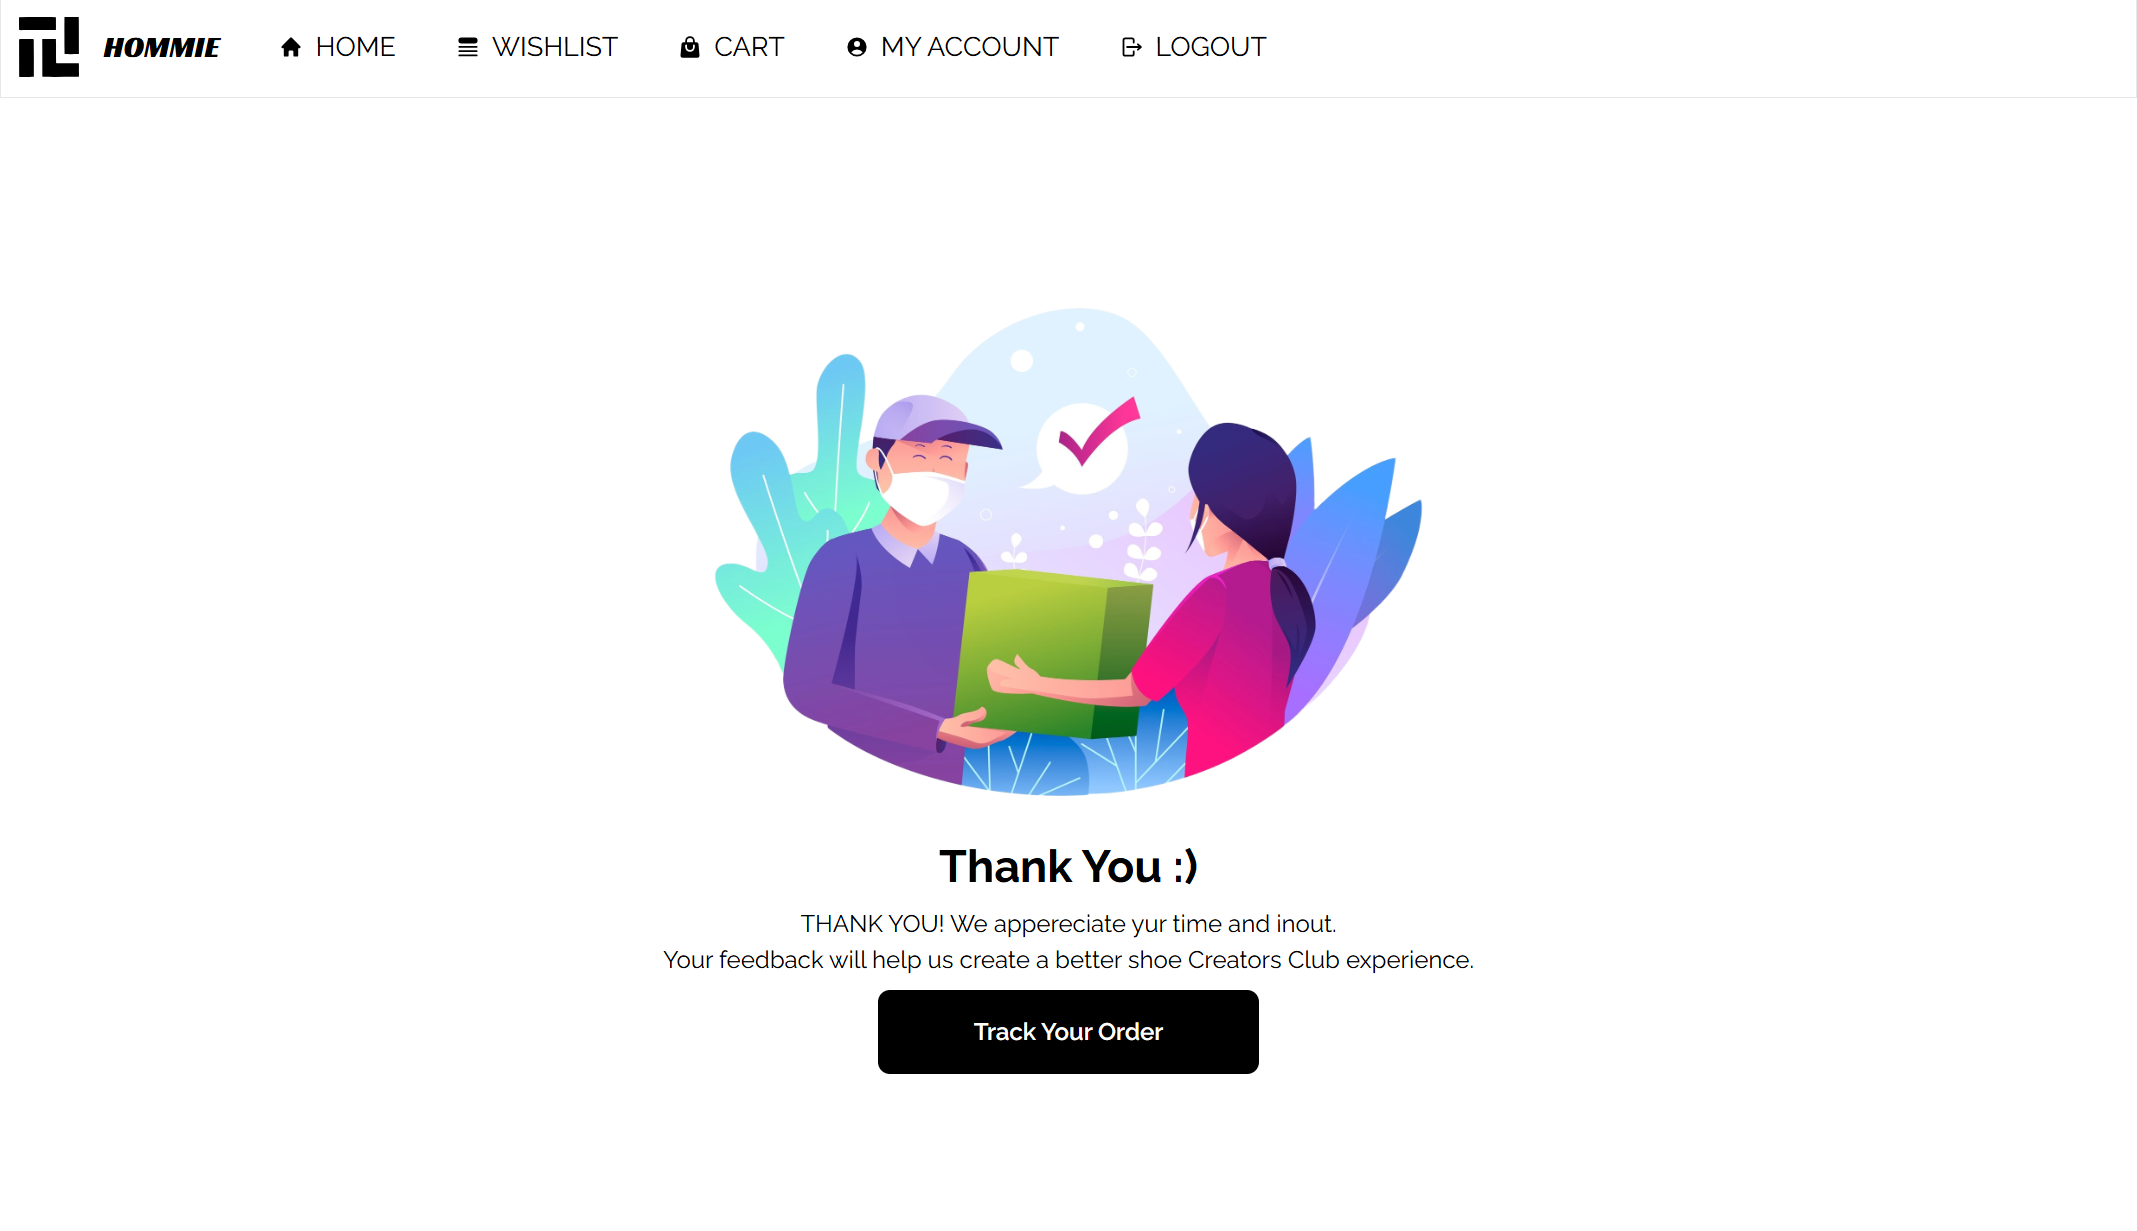 HOMMIE
HOME
WISHLIST
CART
MY ACCOUNT
LOGOUT
Thank You :)
THANK YOU! We appereciate yur time and inout.
Your feedback will help us create a better shoe Creators Club experience.
Track Your Order